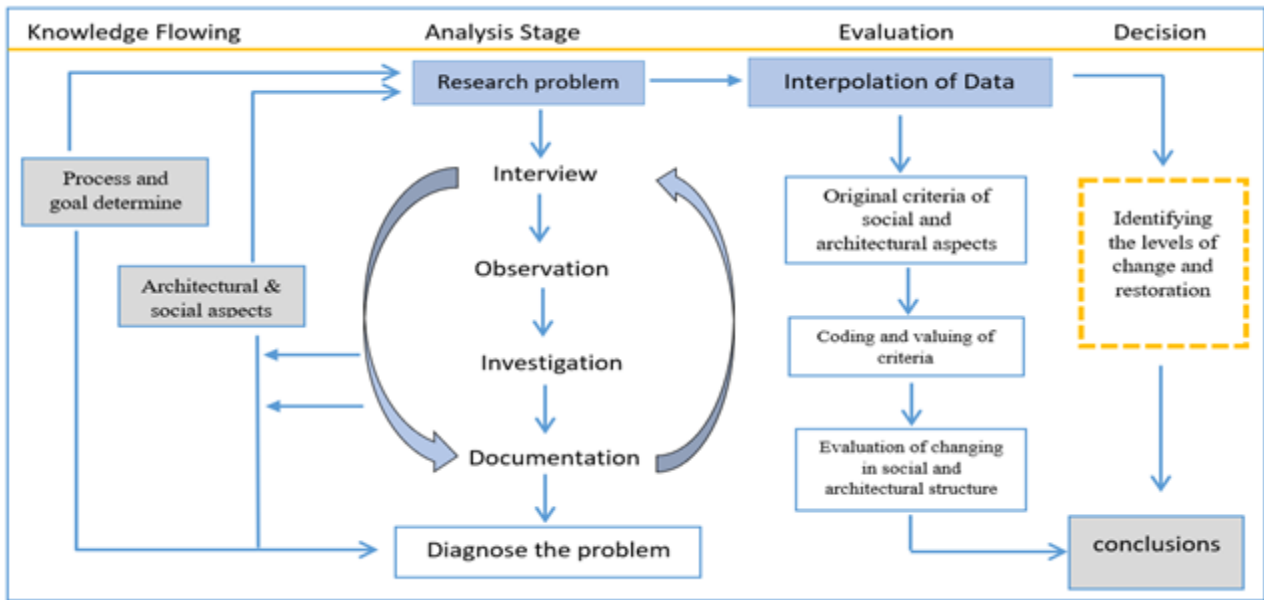 Knowledge Flowing
Analysis Stage
Evaluation
Decision
Process and
goal determine
Architectural &
social aspects
Research problem
Interview
Observation
Investigation
Documentation
Diagnose the problem
Interpolation of Data
Original criteria of
social and
architectural aspects
Coding and valuing of
criteria
Evaluation of changing
in social and
architectural structure
Identifying
the levels of
change and
restoration
conclusions